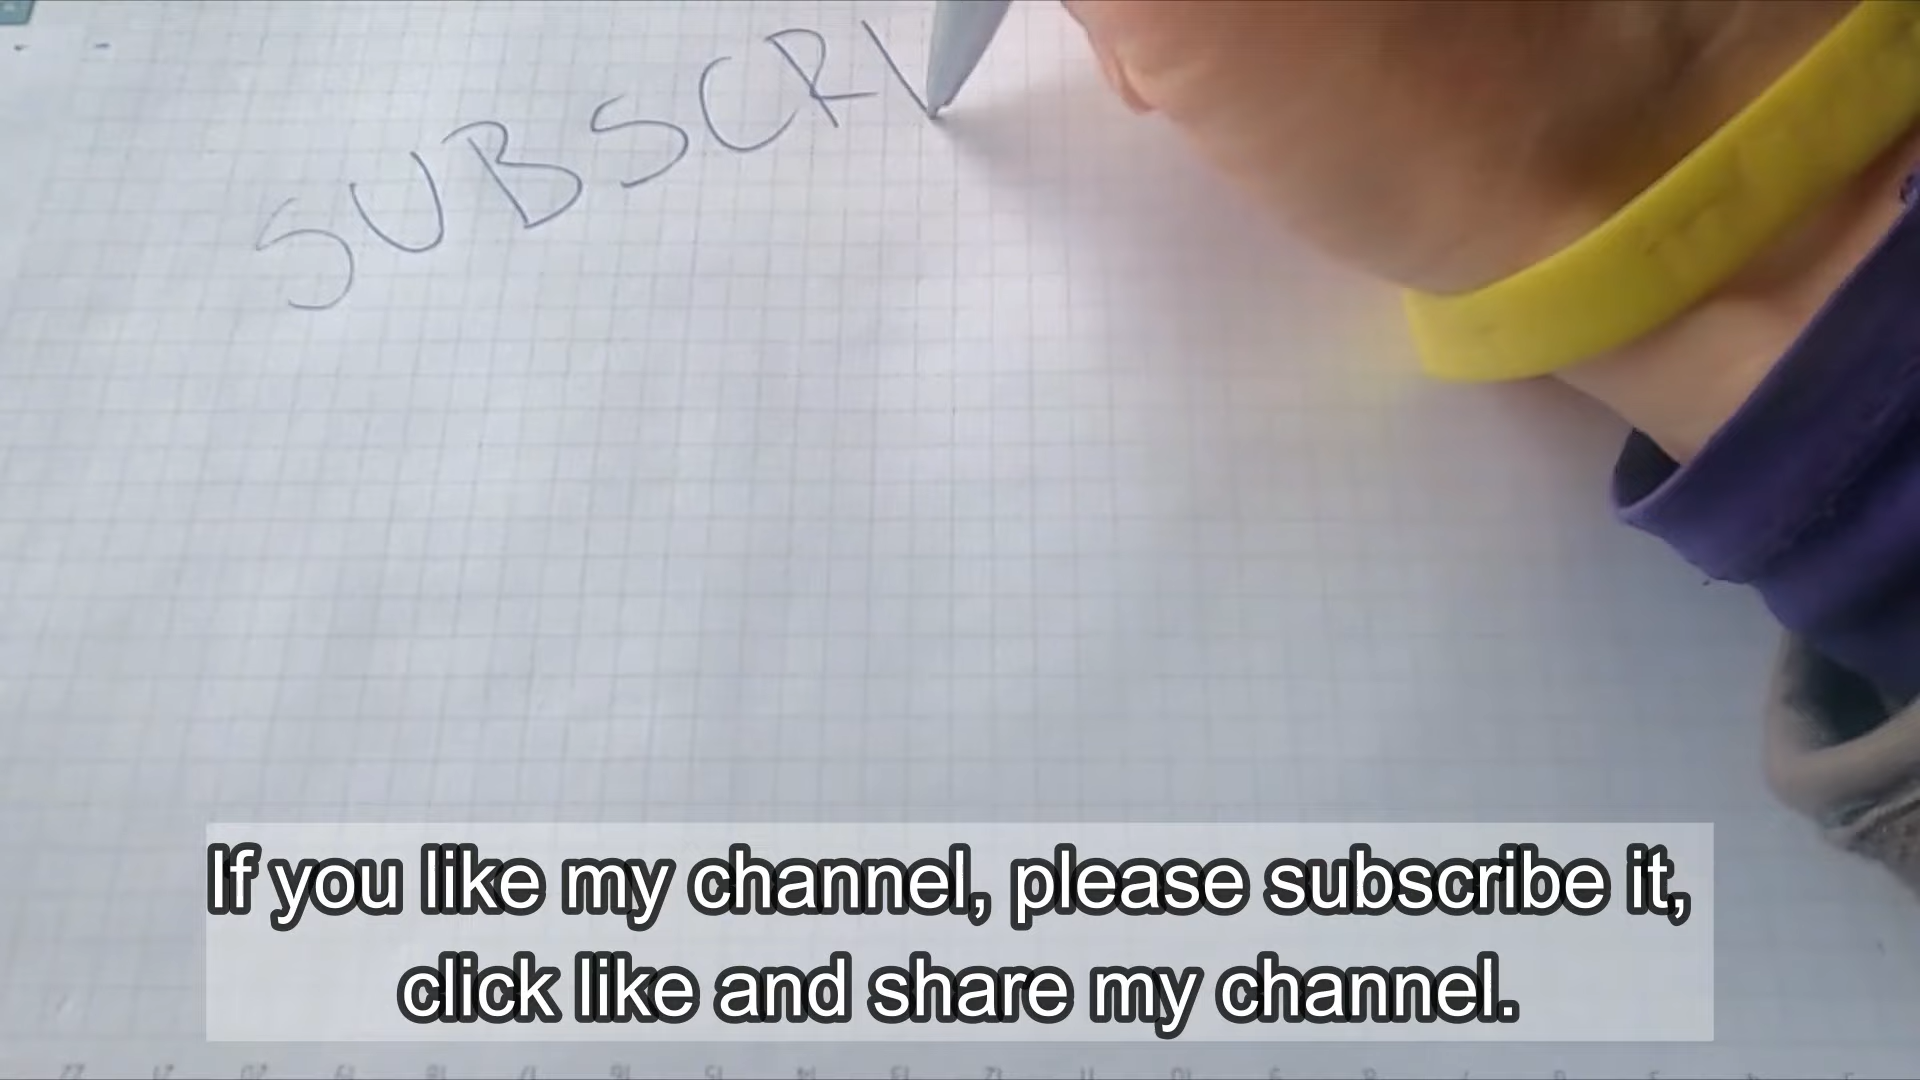 SUBSCRI
If you like my channel, please subscribe it,
click like and share my channel.